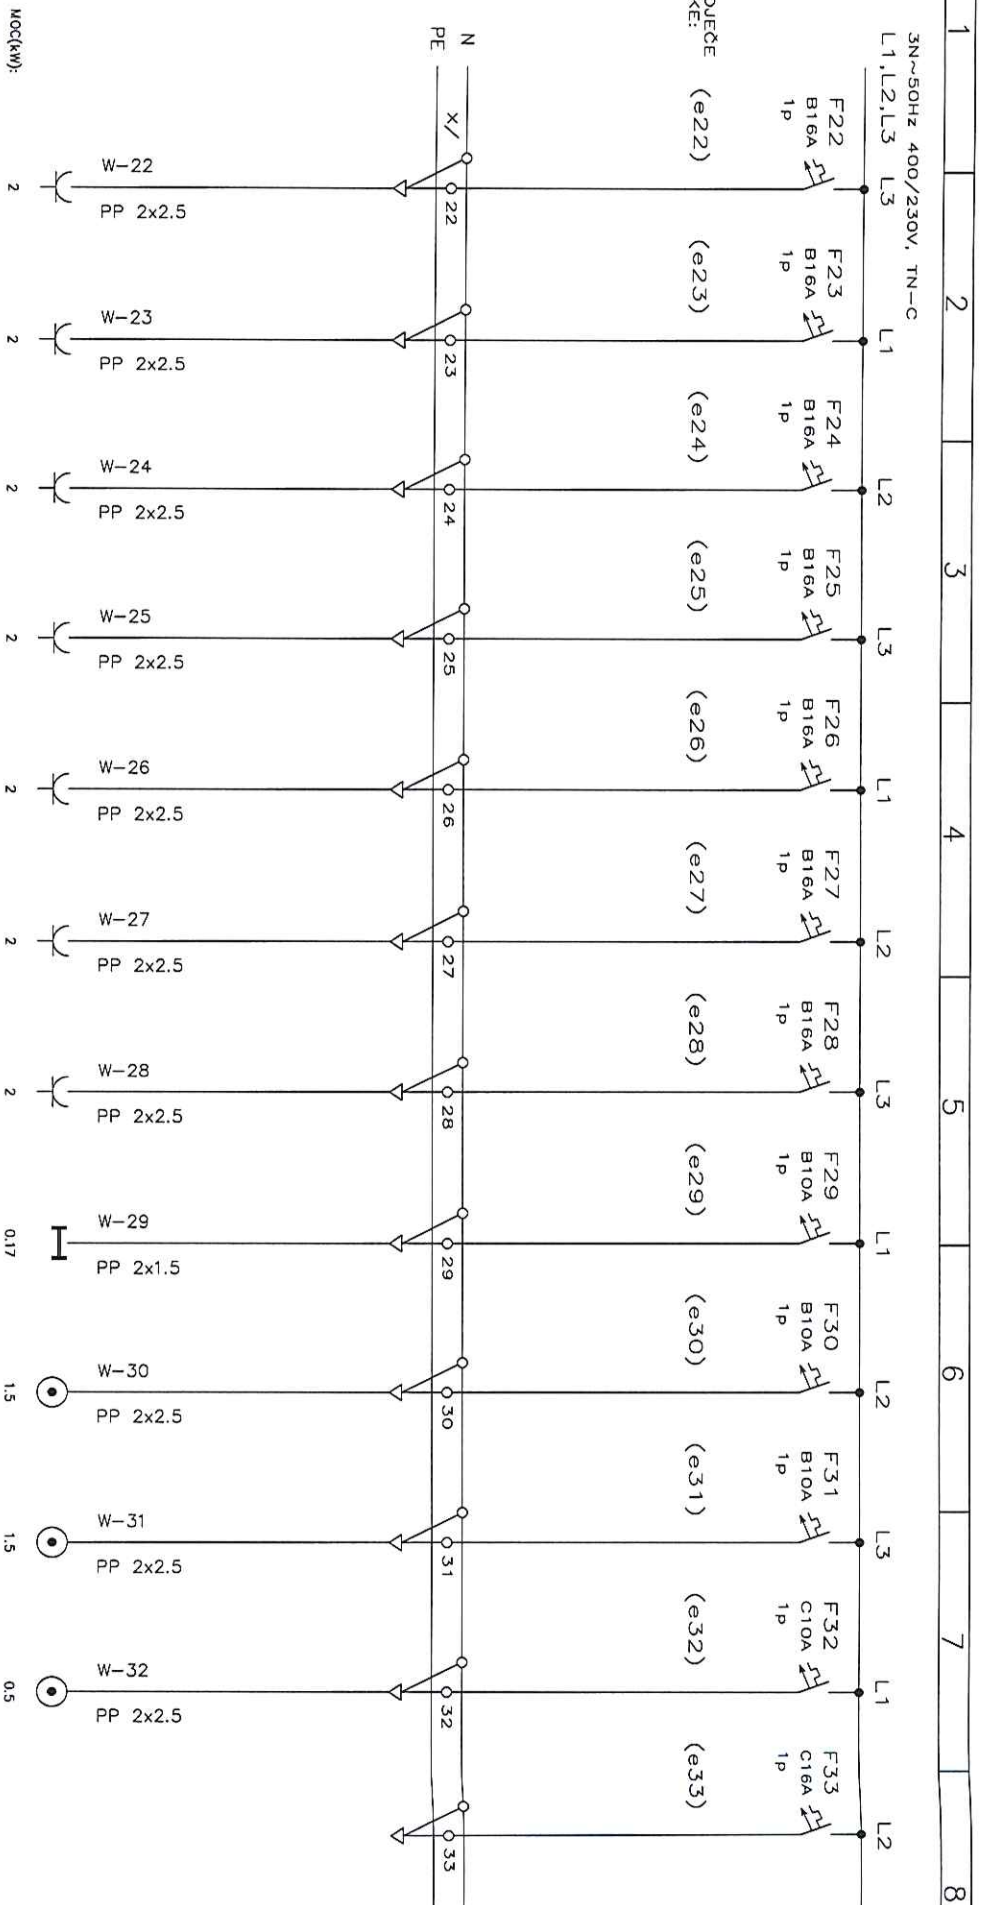 1 2 3 4 5 6 7 8
3N~50Hz 400/230V, TN-C
L1,L2,L3
L3 L1 L2 L3 L1 L2 L3 L1 L2 L3 L1 L2
F22 F23 F24 F25 F26 F27 F28 F29 F30 F31 F32 F33
B16A B16A B16A B16A B16A B16A B16A B10A B10A B10A C10A C16A
1p 1p 1p 1p 1p 1p 1p 1p 1p 1p 1p 1p
OJEČE
KE:
(e22) (e23) (e24) (e25) (e26) (e27) (e28) (e29) (e30) (e31) (e32) (e33)
N
x/ 22 23 24 25 26 27 28 29 30 31 32 33
PE
W-22 W-23 W-24 W-25 W-26 W-27 W-28 W-29 W-30 W-31 W-32
PP 2x2.5 PP 2x2.5 PP 2x2.5 PP 2x2.5 PP 2x2.5 PP 2x2.5 PP 2x2.5 PP 2x1.5 PP 2x2.5 PP 2x2.5 PP 2x2.5
MOC(kW): 2 2 2 2 2 2 2 0.17 1.5 1.5 0.5